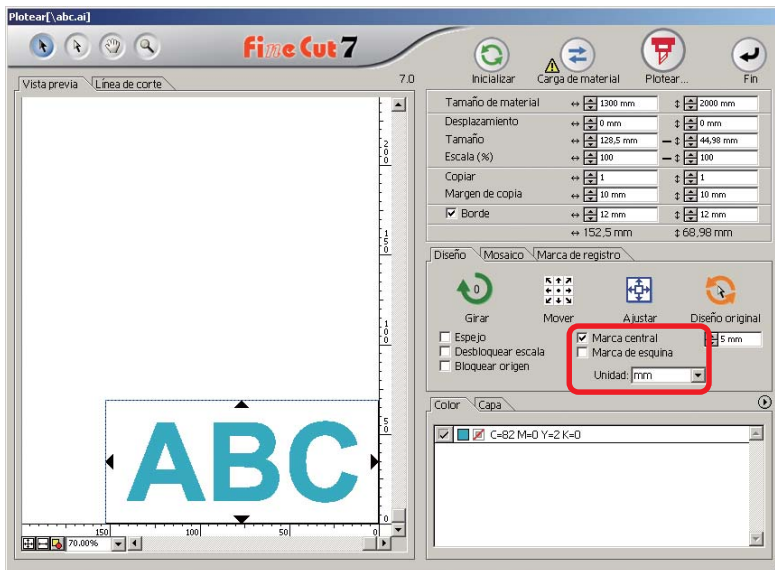 Plotear[\abc.ai]
Fine Cut 7
Inicializar Carga de material Plotear... Fin
Vista previa Línea de corte 7.0
Tamaño de material 1300 mm 2000 mm
Desplazamiento 0 mm 0 mm
Tamaño 128,5 mm 44,98 mm
Escala (%) 100 100
Copiar 1 1
Margen de copia 10 mm 10 mm
Borde 12 mm 12 mm
152,5 mm 68,98 mm
Diseño Mosaico Marca de registro
0
Girar Mover Ajustar Diseño original
Espejo Marca central 5 mm
Desbloquear escala Marca de esquina
Bloquear origen
Unidad: mm
Color Capa
C=82 M=0 Y=2 K=0
200
150
100
50
0
ABC
150 100 50 0
70.00%